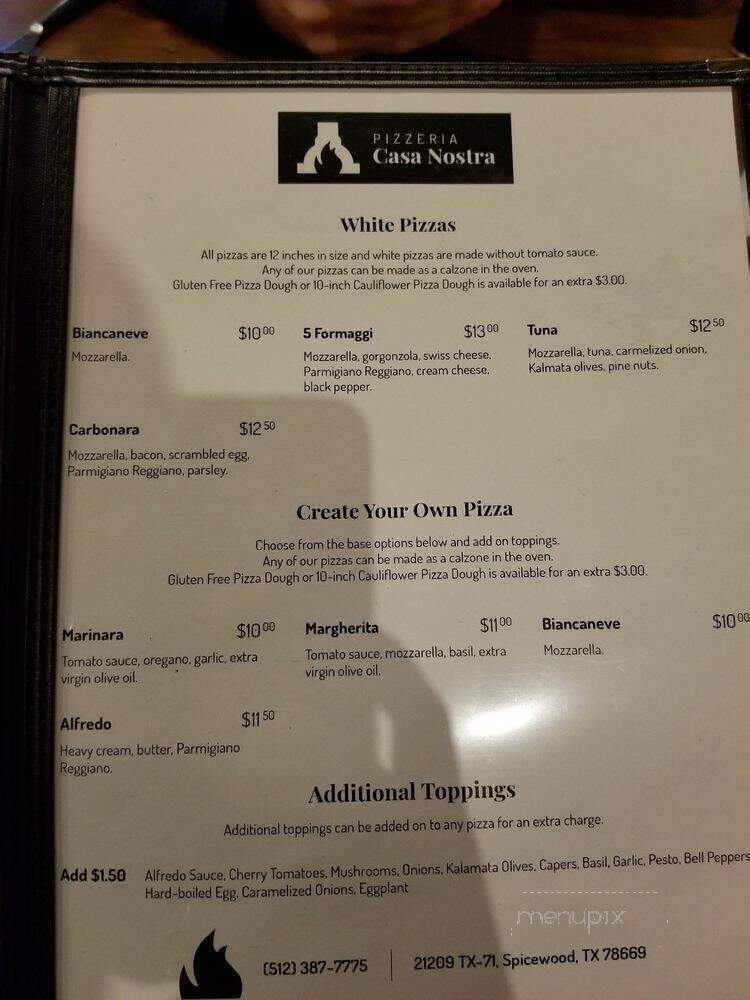 PIZZERIA
Casa Nostra
White Pizzas
All pizzas are 12 inches in size and white pizzas are made without tomato sauce.
Any of our pizzas can be made as a calzone in the oven.
Gluten Free Pizza Dough or 10-inch Cauliflower Pizza Dough is available for an extra $3.00.
Biancaneve $10 00
Mozzarella.
5 Formaggi $13 00
Mozzarella, gorgonzola, swiss cheese,
Parmigiano Reggiano, cream cheese,
black pepper.
Tuna $12 50
Mozzarella, tuna, carmelized onion,
Kalmata olives, pine nuts.
Carbonara $12 50
Mozzarella, bacon, scrambled egg,
Parmigiano Reggiano, parsley.
Create Your Own Pizza
Choose from the base options below and add on toppings.
Any of our pizzas can be made as a calzone in the oven.
Gluten Free Pizza Dough or 10-inch Cauliflower Pizza Dough is available for an extra $3.00.
Marinara $10 00
Tomato sauce, oregano, garlic, extra
virgin olive oil.
Margherita $11 00
Tomato sauce, mozzarella, basil, extra
virgin olive oil.
Biancaneve $10 00
Mozzarella.
Alfredo $11 50
Heavy cream, butter, Parmigiano
Reggiano.
Additional Toppings
Additional toppings can be added on to any pizza for an extra charge.
Add $1.50 Alfredo Sauce, Cherry Tomatoes, Mushrooms, Onions, Kalamata Olives, Capers, Basil, Garlic, Pesto, Bell Peppers
Hard-boiled Egg, Caramelized Onions, Eggplant
menupix
(512) 387-7775 21209 TX-71, Spicewood, TX 78669